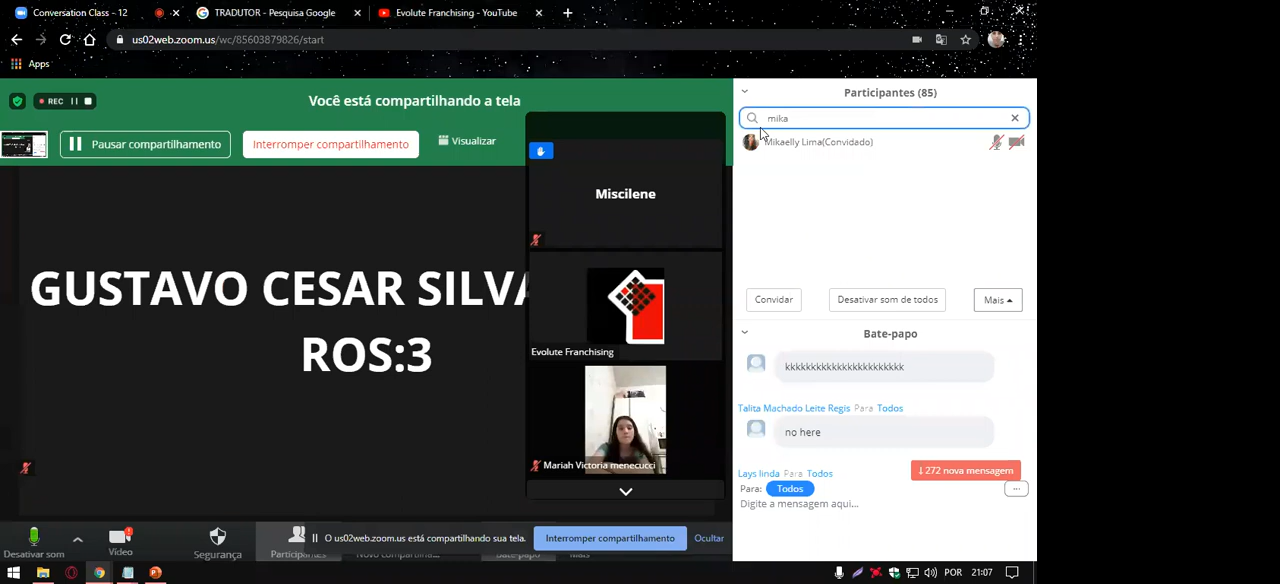 Conversation Class - 12
TRADUTOR - Pesquisa Google
Evolute Franchising - YouTube
us02web.zoom.us/wc/85603879826/start
Apps
REC
Você está compartilhando a tela
Participantes (85)
mika
Pausar compartilhamento
Interromper compartilhamento
Visualizar
Mikaelly Lima(Convidado)
Miscilene
GUSTAVO CESAR SILVA
ROS:3
Evolute Franchising
Mariah Victoria menecucci
Convidar
Desativar som de todos
Mais
Bate-papo
kkkkkkkkkkkkkkkkkkkkkkk
Talita Machado Leite Regis Para Todos
no here
272 nova mensagem
Lays linda Para Todos
Para: Todos
Digite a mensagem aqui...
Desativar som
Vídeo
Segurança
Participantes
O us02web.zoom.us está compartilhando sua tela.
Interromper compartilhamento
Ocultar
POR
21:07